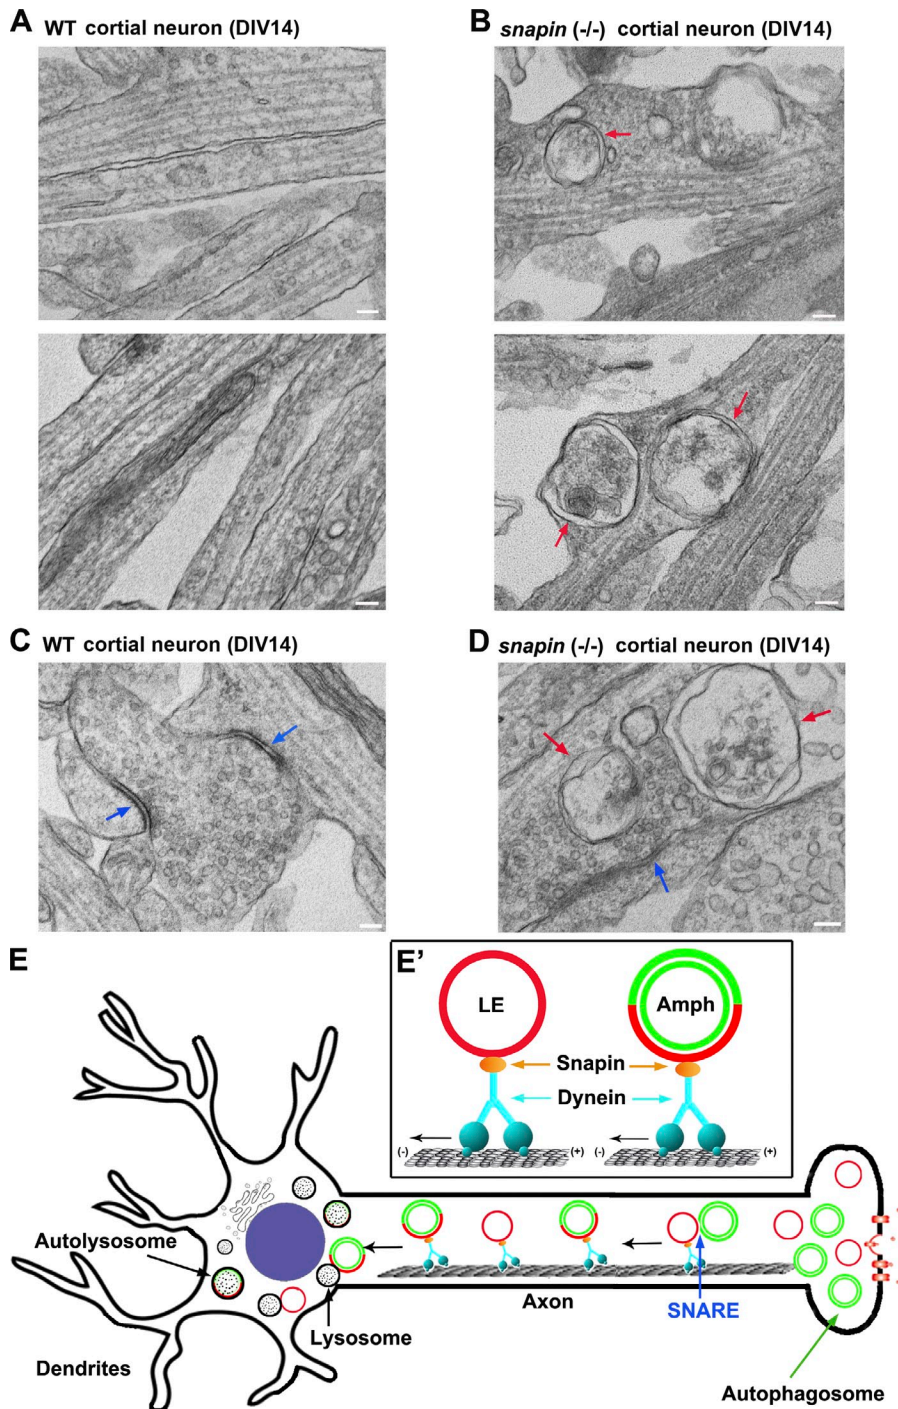 A WT cortial neuron (DIV14)
B snapin (-/-) cortial neuron (DIV14)
C WT cortial neuron (DIV14)
D snapin (-/-) cortial neuron (DIV14)
E
E’
LE
Amph
Snapin
Dynein
(-) (+) (-) (+)
Autolysosome
Axon
SNARE
Lysosome
Dendrites
Autophagosome